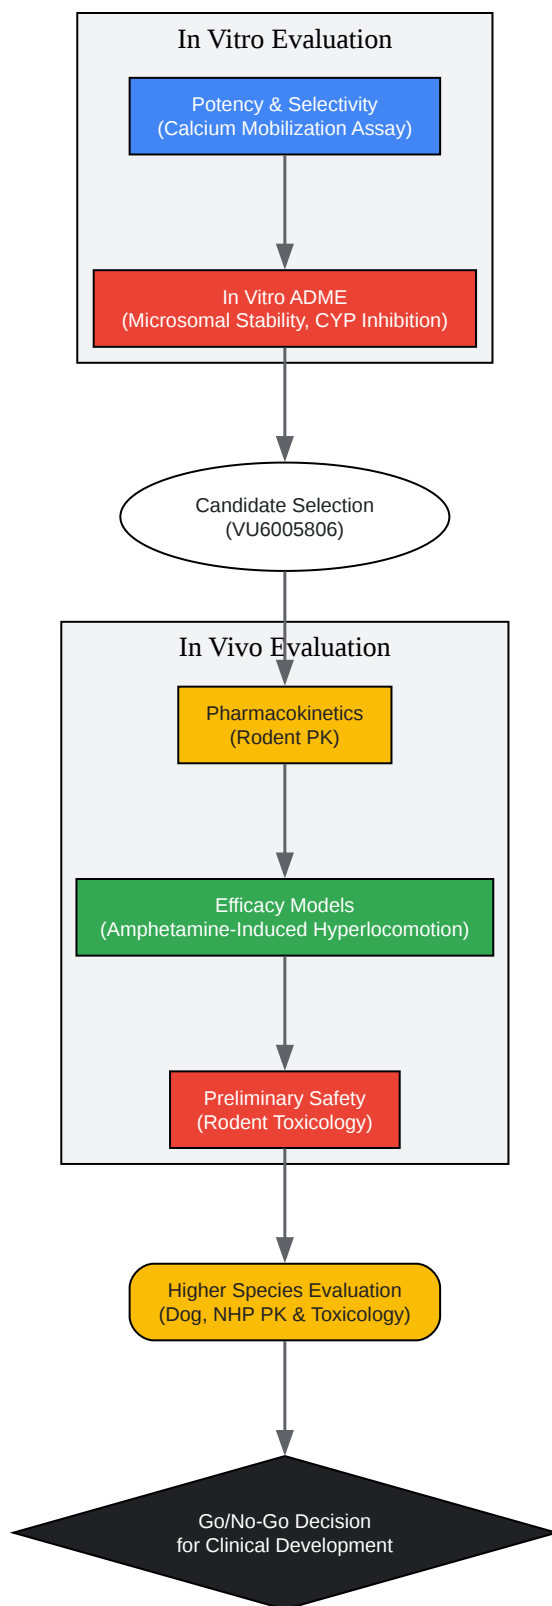 In Vitro Evaluation
Potency & Selectivity
(Calcium Mobilization Assay)
In Vitro ADME
(Microsomal Stability, CYP Inhibition)
Candidate Selection
(VU6005806)
In Vivo Evaluation
Pharmacokinetics
(Rodent PK)
Efficacy Models
(Amphetamine-Induced Hyperlocomotion)
Preliminary Safety
(Rodent Toxicology)
Higher Species Evaluation
(Dog, NHP PK & Toxicology)
Go/No-Go Decision
for Clinical Development